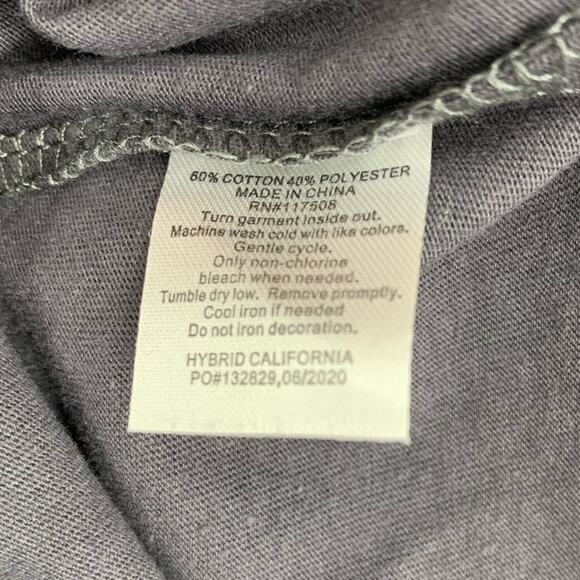 60% COTTON 40% POLYESTER
MADE IN CHINA
RN#117508
Turn garment inside out.
Machine wash cold with like colors.
Gentle cycle.
Only non-chlorine
bleach when needed.
Tumble dry low. Remove promptly.
Cool iron if needed
Do not iron decoration.
HYBRID CALIFORNIA
PO#132829,06/2020